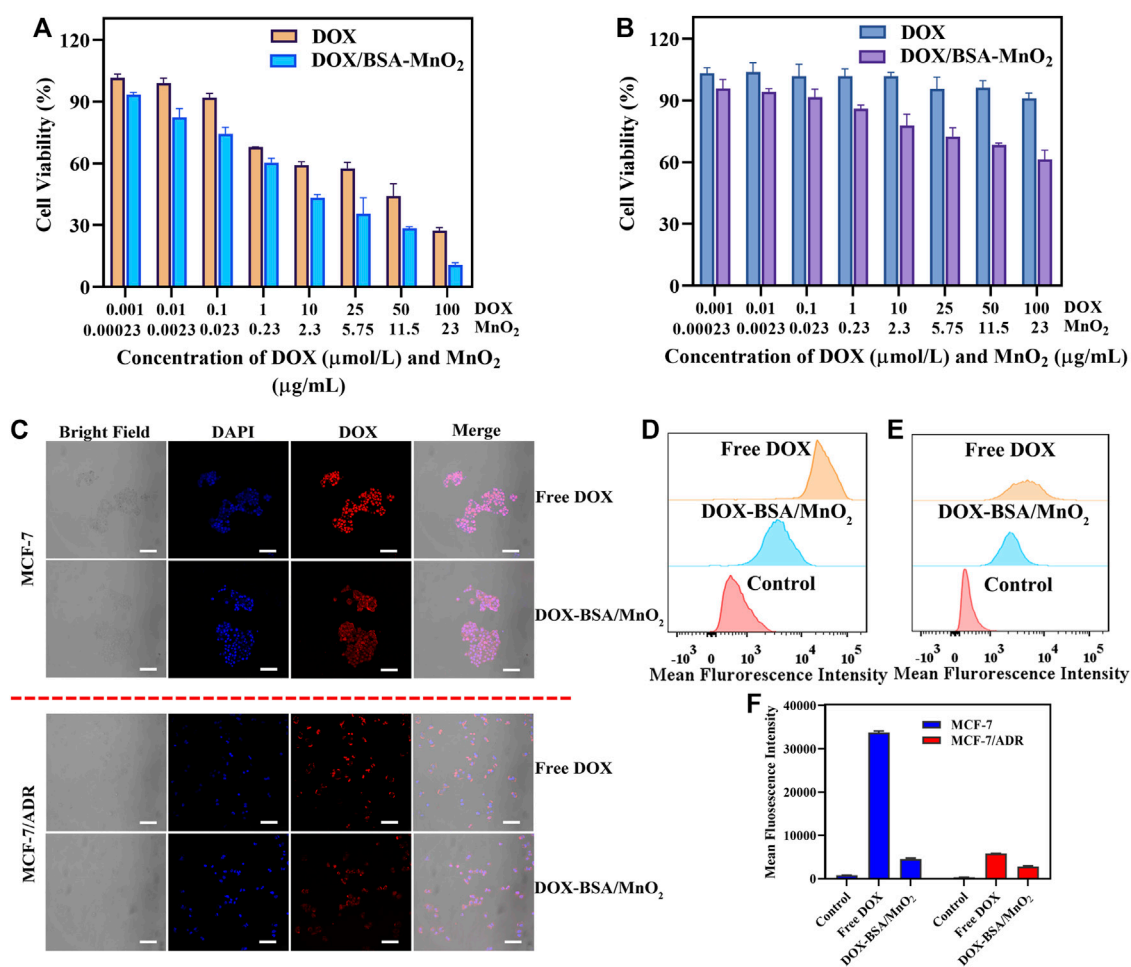 A
120
90
60
30
0
Cell Viability (%)
DOX
DOX/BSA-MnO₂
0.001 0.01 0.1 1 10 25 50 100 DOX
0.00023 0.0023 0.023 0.23 2.3 5.75 11.5 23 MnO₂
Concentration of DOX (μmol/L) and MnO₂
(μg/mL)
B
120
90
60
30
0
Cell Viability (%)
DOX
DOX/BSA-MnO₂
0.001 0.01 0.1 1 10 25 50 100 DOX
0.00023 0.0023 0.023 0.23 2.3 5.75 11.5 23 MnO₂
Concentration of DOX (μmol/L) and MnO₂ (μg/mL)
C
Bright Field DAPI DOX Merge
MCF-7
Free DOX
DOX-BSA/MnO₂
MCF-7/ADR
Free DOX
DOX-BSA/MnO₂
D
Free DOX
DOX-BSA/MnO₂
Control
-10³ 0 10³ 10⁴ 10⁵
Mean Flurorescence Intensity
E
Free DOX
DOX-BSA/MnO₂
Control
-10³ 0 10³ 10⁴ 10⁵
Mean Flurorescence Intensity
F
40000
30000
20000
10000
0
Mean Fluosescence Intensity
MCF-7
MCF-7/ADR
Control
Free DOX
DOX-BSA/MnO₂
Control
Free DOX
DOX-BSA/MnO₂